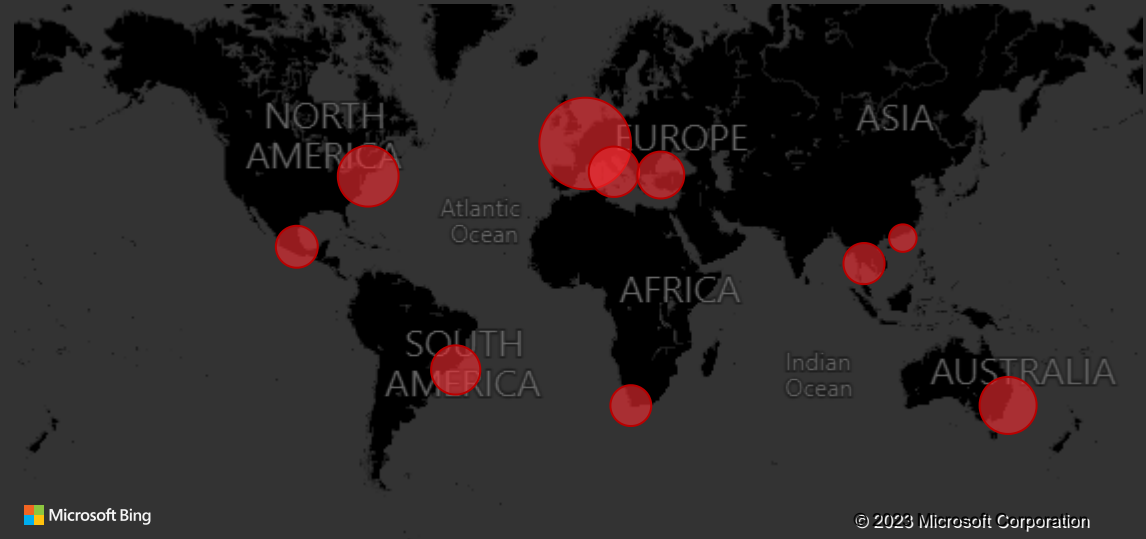 NORTH
AMERICA
EUROPE
ASIA
Atlantic
Ocean
AFRICA
SOUTH
AMERICA
Indian
Ocean
AUSTRALIA
Microsoft Bing
© 2023 Microsoft Corporation